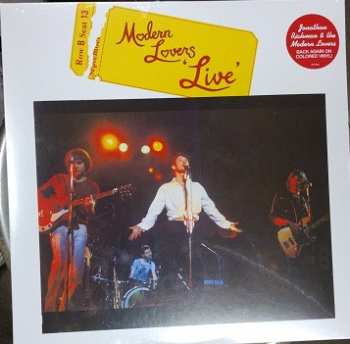 Row B Seat 13
Modern
Lovers
'Live'
Jonathan
Richman & the
Modern Lovers
BACK AGAIN ON
COLORED VINYL!